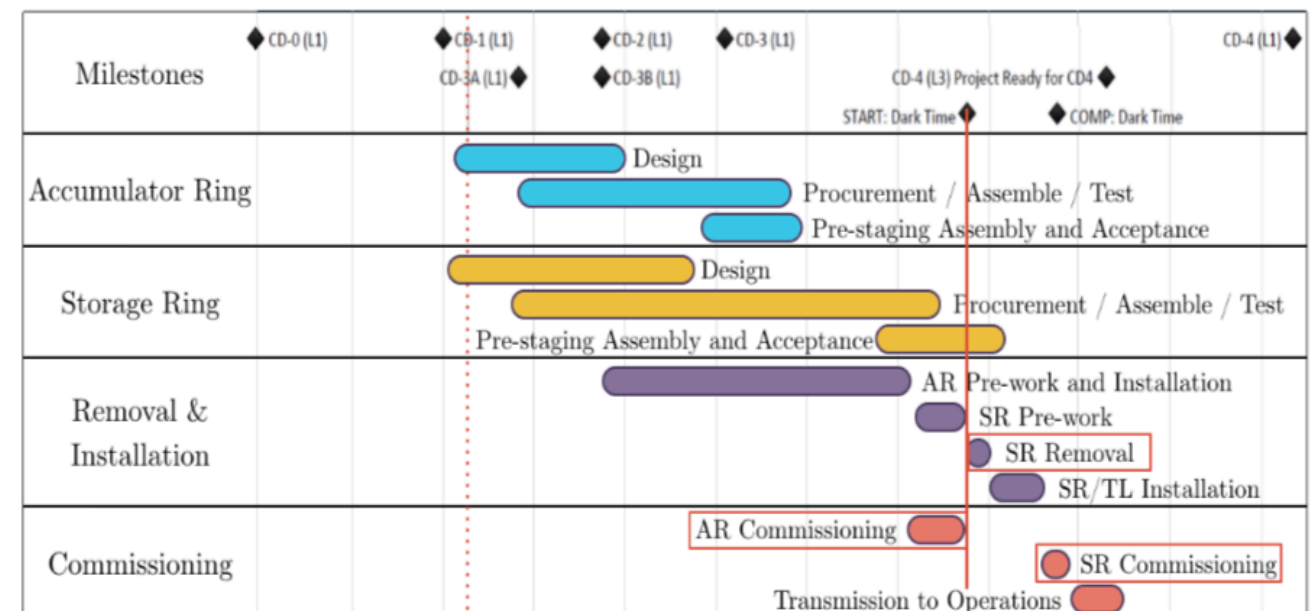 CD-0 (L1)
CD-1 (L1)
CD-2 (L1)
CD-3 (L1)
CD-4 (L1)
Milestones
CD-3A (L1)
CD-3B (L1)
CD-4 (L3) Project Ready for CD4
START: Dark Time
COMP: Dark Time
Accumulator Ring
Design
Procurement / Assemble / Test
Pre-staging Assembly and Acceptance
Storage Ring
Design
Procurement / Assemble / Test
Pre-staging Assembly and Acceptance
Removal &
Installation
AR Pre-work and Installation
SR Pre-work
SR Removal
SR/TL Installation
Commissioning
AR Commissioning
SR Commissioning
Transmission to Operations